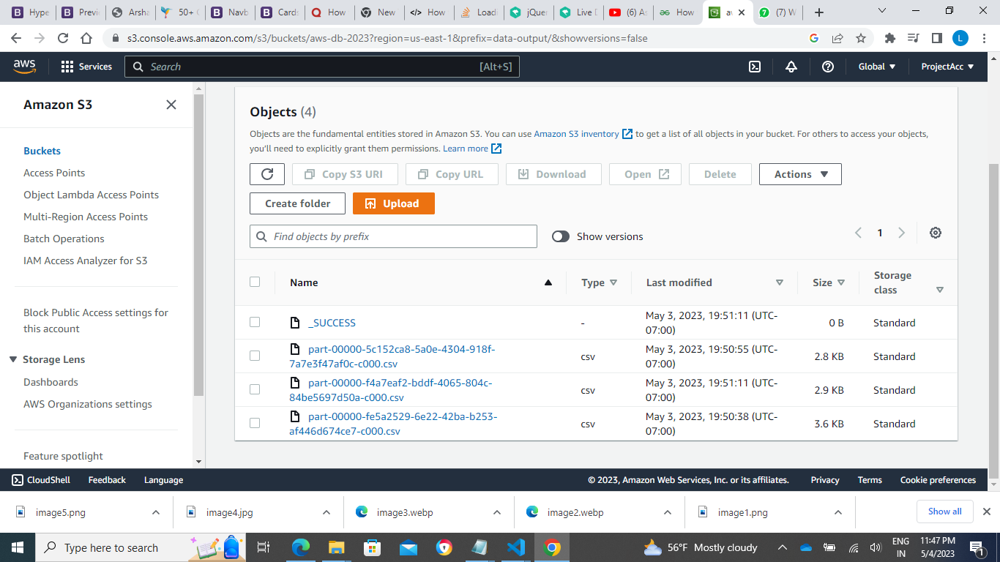 Hype
Previ
Arsha
50+ (
Navb
Cards
How
New
How
Loadi
jQuer
Live D
(6) As
How
av
(7) W
s3.console.aws.amazon.com/s3/buckets/aws-db-2023?region=us-east-1&prefix=data-output/&showversions=false
L
aws
Services
Search
[Alt+S]
Global
ProjectAcc
Amazon S3
Buckets
Access Points
Object Lambda Access Points
Multi-Region Access Points
Batch Operations
IAM Access Analyzer for S3
Block Public Access settings for
this account
Storage Lens
Dashboards
AWS Organizations settings
Feature spotlight
Objects (4)
Objects are the fundamental entities stored in Amazon S3. You can use Amazon S3 inventory to get a list of all objects in your bucket. For others to access your objects,
you'll need to explicitly grant them permissions. Learn more
Copy S3 URI
Copy URL
Download
Open
Delete
Actions
Create folder
Upload
Find objects by prefix
Show versions
1
Name
Type
Last modified
Size
Storage
class
_SUCCESS
-
May 3, 2023, 19:51:11 (UTC-
07:00)
0 B
Standard
part-00000-5c152ca8-5a0e-4304-918f-
7a7e3f47af0c-c000.csv
csv
May 3, 2023, 19:50:55 (UTC-
07:00)
2.8 KB
Standard
part-00000-f4a7eaf2-bddf-4065-804c-
84be5697d50a-c000.csv
csv
May 3, 2023, 19:51:11 (UTC-
07:00)
2.9 KB
Standard
part-00000-fe5a2529-6e22-42ba-b253-
af446d674ce7-c000.csv
csv
May 3, 2023, 19:50:38 (UTC-
07:00)
3.6 KB
Standard
CloudShell
Feedback
Language
© 2023, Amazon Web Services, Inc. or its affiliates.
Privacy
Terms
Cookie preferences
image5.png
image4.jpg
image3.webp
image2.webp
image1.png
Show all
Type here to search
56°F Mostly cloudy
ENG
IN
11:47 PM
5/4/2023
1